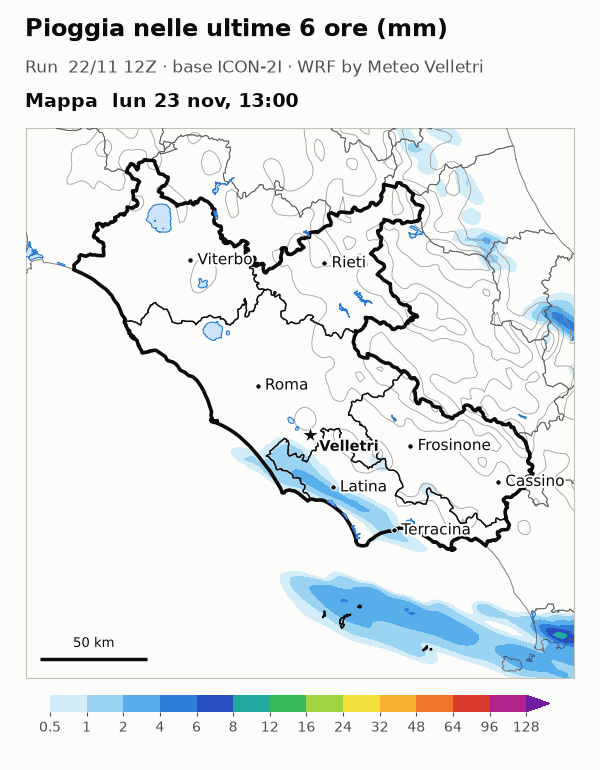 Pioggia nelle ultime 6 ore (mm)
Run 22/11 12Z · base ICON-2I · WRF by Meteo Velletri
Mappa lun 23 nov, 13:00
Viterbo
Rieti
Roma
Velletri
Frosinone
Cassino
Latina
Terracina
50 km
0.5 1 2 4 6 8 12 16 24 32 48 64 96 128